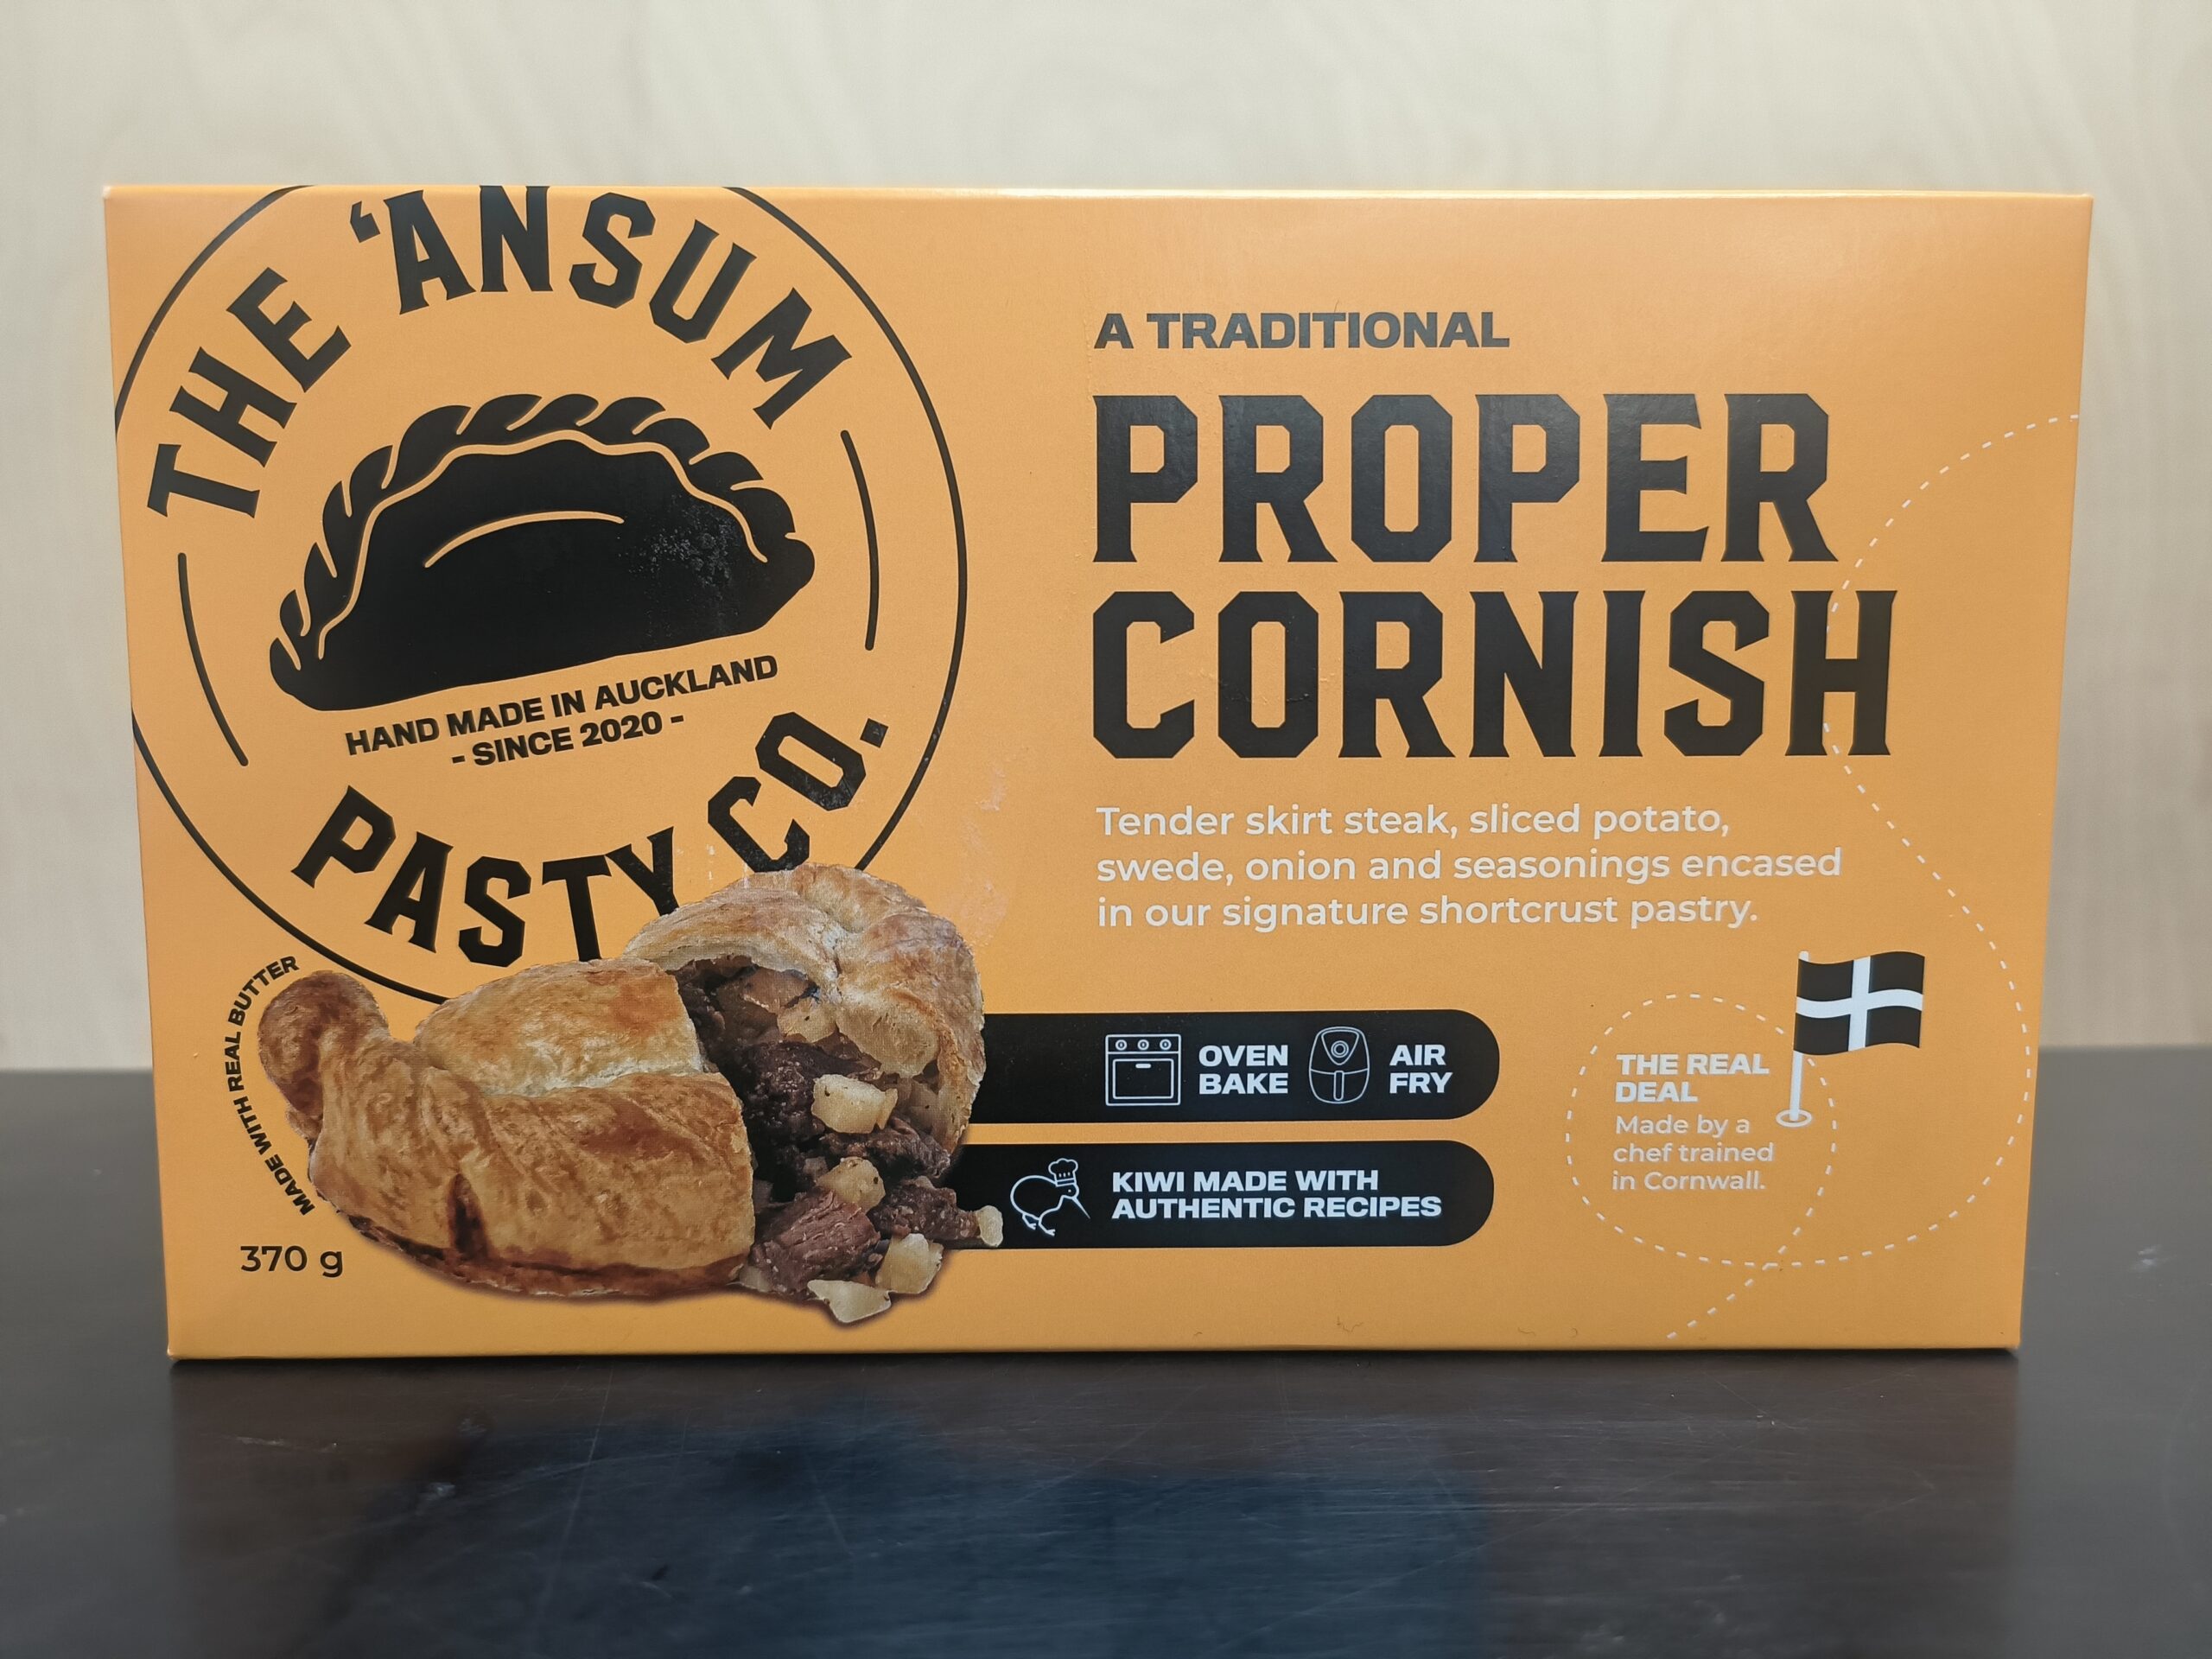 THE ‘ANSUM
HAND MADE IN AUCKLAND
- SINCE 2020 -
PASTY CO.
MADE WITH REAL BUTTER
370 g
A TRADITIONAL
PROPER
CORNISH
Tender skirt steak, sliced potato,
swede, onion and seasonings encased
in our signature shortcrust pastry.
OVEN
BAKE
AIR
FRY
KIWI MADE WITH
AUTHENTIC RECIPES
THE REAL
DEAL
Made by a
chef trained
in Cornwall.